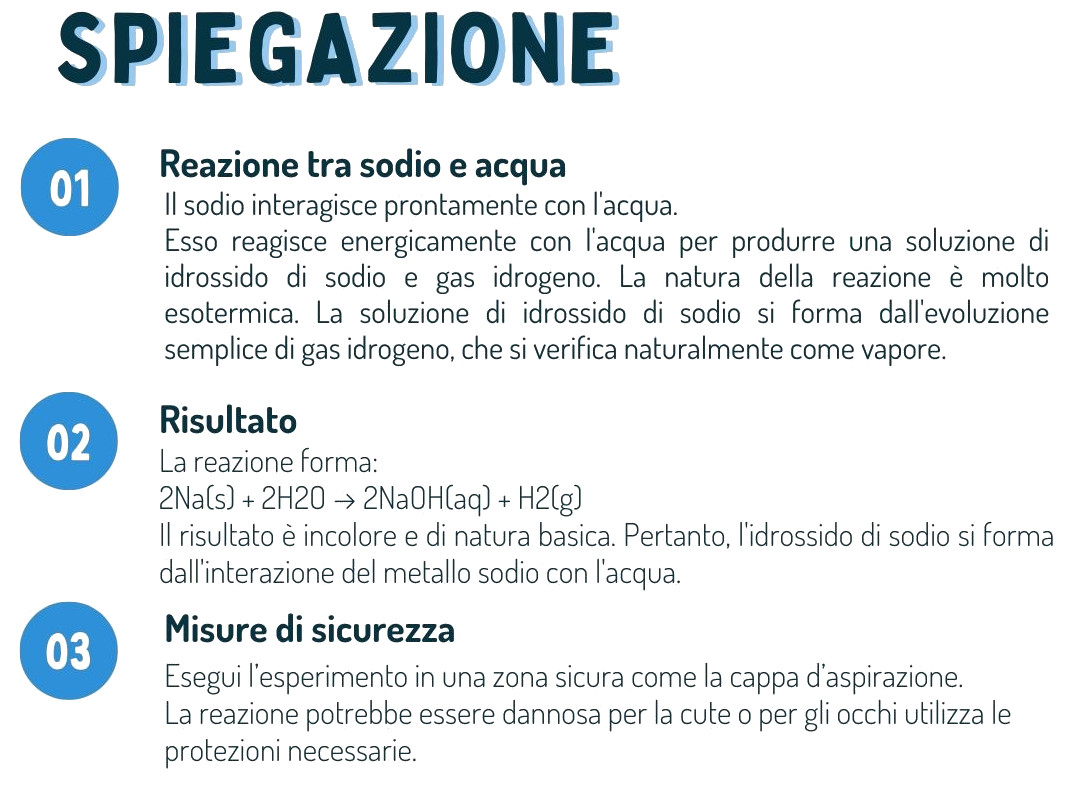 SPIEGAZIONE
01
Reazione tra sodio e acqua
Il sodio interagisce prontamente con l'acqua.
Esso reagisce energicamente con l'acqua per produrre una soluzione di
idrossido di sodio e gas idrogeno. La natura della reazione è molto
esotermica. La soluzione di idrossido di sodio si forma dall'evoluzione
semplice di gas idrogeno, che si verifica naturalmente come vapore.
02
Risultato
La reazione forma:
2Na(s) + 2H2O → 2NaOH(aq) + H2(g)
Il risultato è incolore e di natura basica. Pertanto, l'idrossido di sodio si forma
dall'interazione del metallo sodio con l'acqua.
03
Misure di sicurezza
Esegui l’esperimento in una zona sicura come la cappa d’aspirazione.
La reazione potrebbe essere dannosa per la cute o per gli occhi utilizza le
protezioni necessarie.